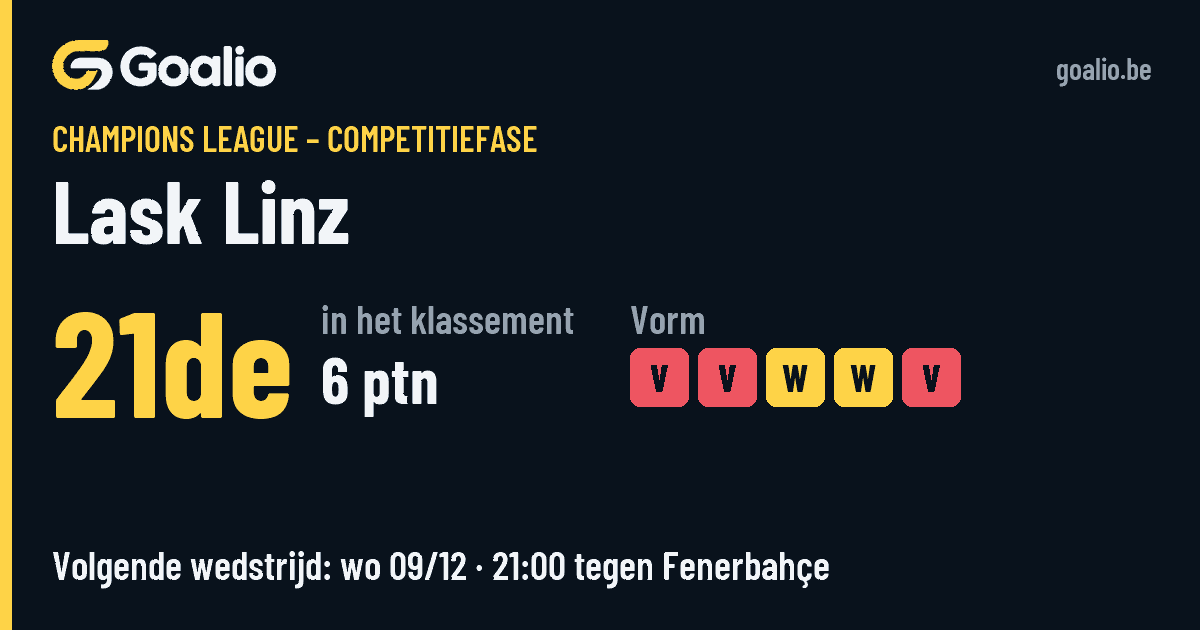 Goalio
goalio.be
CHAMPIONS LEAGUE – COMPETITIEFASE
Lask Linz
21de
in het klassement
6 ptn
Vorm
V V W W V
Volgende wedstrijd: wo 09/12 · 21:00 tegen Fenerbahçe